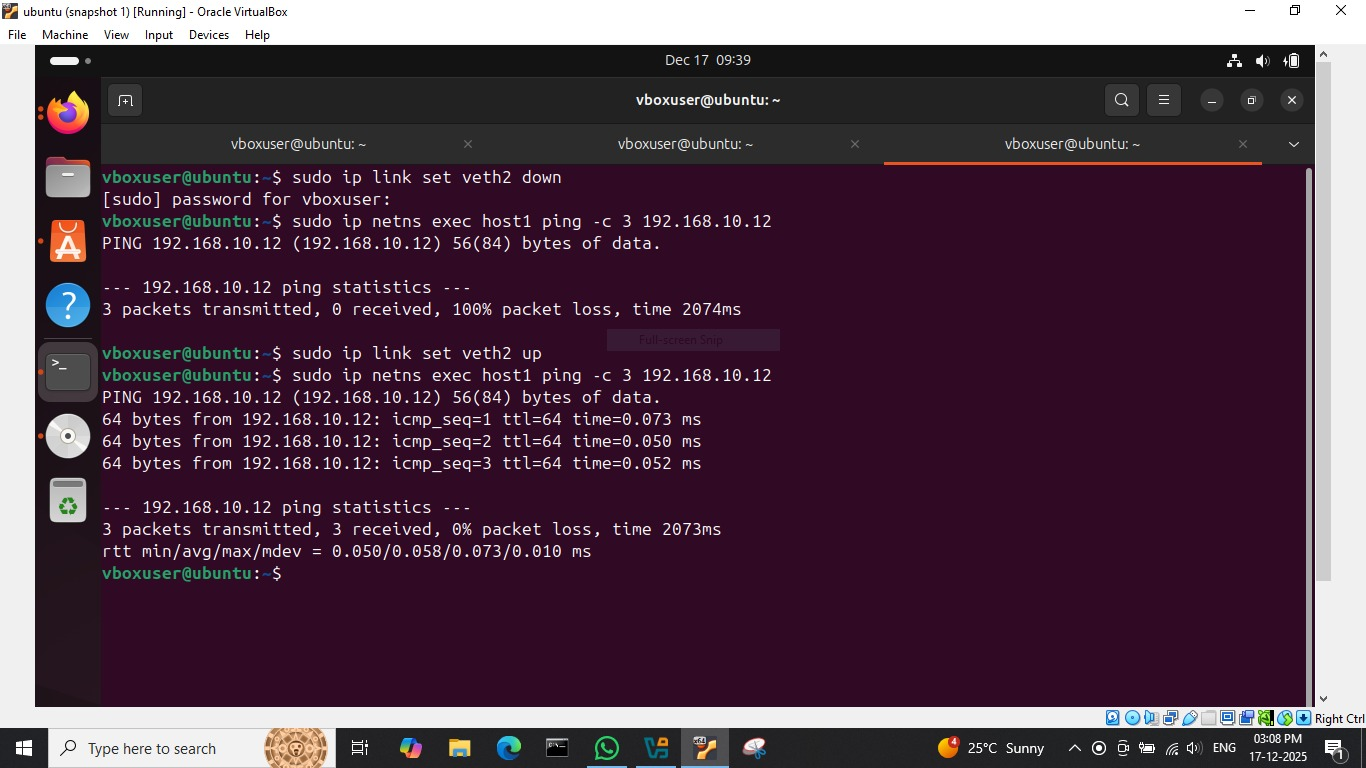 ubuntu (snapshot 1) [Running] - Oracle VirtualBox
File Machine View Input Devices Help
Dec 17 09:39
vboxuser@ubuntu: ~
vboxuser@ubuntu: ~ vboxuser@ubuntu: ~ vboxuser@ubuntu: ~
vboxuser@ubuntu:~$ sudo ip link set veth2 down
[sudo] password for vboxuser:
vboxuser@ubuntu:~$ sudo ip netns exec host1 ping -c 3 192.168.10.12
PING 192.168.10.12 (192.168.10.12) 56(84) bytes of data.
--- 192.168.10.12 ping statistics ---
3 packets transmitted, 0 received, 100% packet loss, time 2074ms
Full-screen Snip
vboxuser@ubuntu:~$ sudo ip link set veth2 up
vboxuser@ubuntu:~$ sudo ip netns exec host1 ping -c 3 192.168.10.12
PING 192.168.10.12 (192.168.10.12) 56(84) bytes of data.
64 bytes from 192.168.10.12: icmp_seq=1 ttl=64 time=0.073 ms
64 bytes from 192.168.10.12: icmp_seq=2 ttl=64 time=0.050 ms
64 bytes from 192.168.10.12: icmp_seq=3 ttl=64 time=0.052 ms
--- 192.168.10.12 ping statistics ---
3 packets transmitted, 3 received, 0% packet loss, time 2073ms
rtt min/avg/max/mdev = 0.050/0.058/0.073/0.010 ms
vboxuser@ubuntu:~$
Right Ctrl
Type here to search
4 25°C Sunny
ENG
03:08 PM
17-12-2025
1